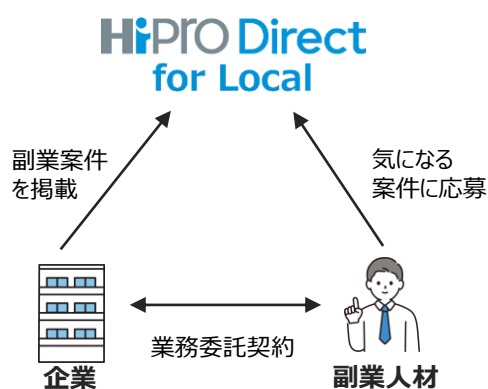 HiPro Direct
for Local
副業案件
を掲載
気になる
案件に応募
業務委託契約
企業
副業人材